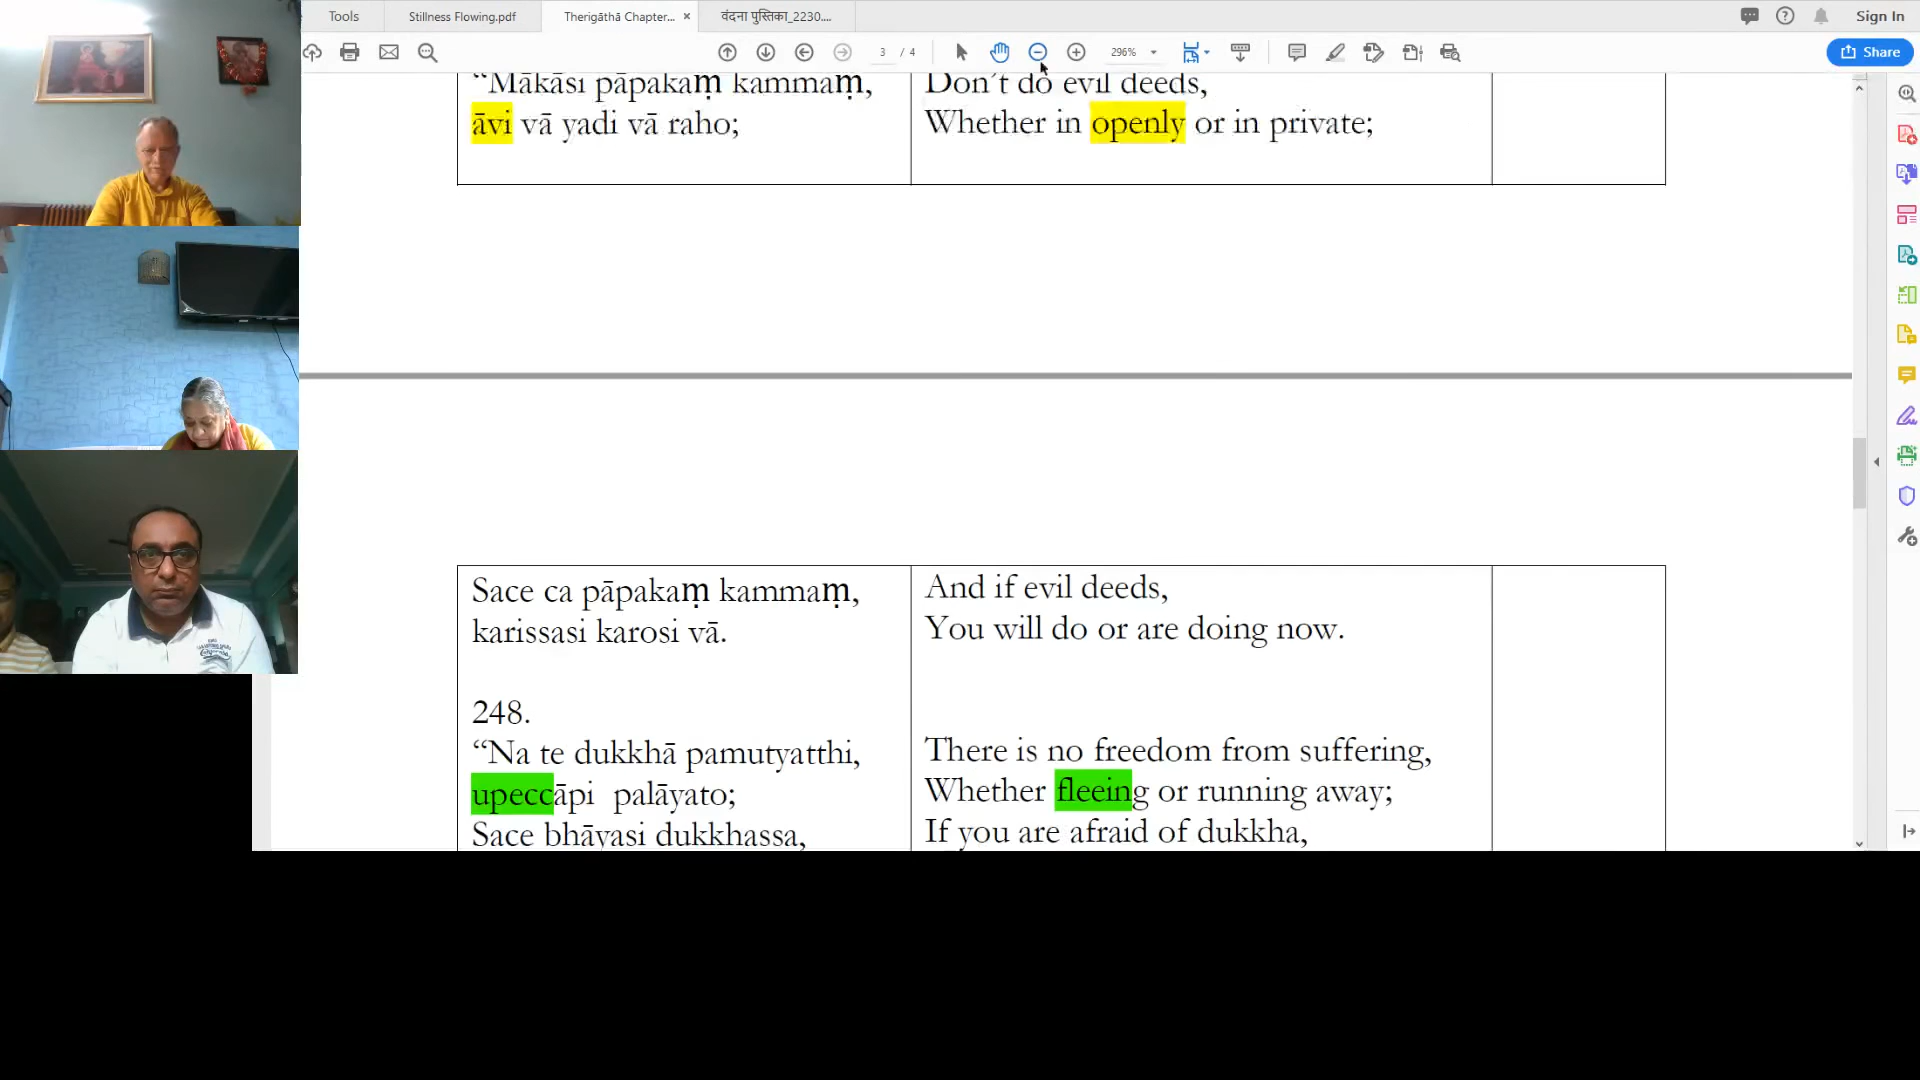 Tools
Stillness Flowing.pdf
Therigāthā Chapter...
वंदना पुस्तिका_2230....
Sign In
3 / 4
296%
Share
“Mākāsi pāpakaṃ kammaṃ,
āvi vā yadi vā raho;
Don’t do evil deeds,
Whether in openly or in private;
Sace ca pāpakaṃ kammaṃ,
karissasi karosi vā.
248.
“Na te dukkhā pamutyatthi,
upeccāpi palāyato;
Sace bhāyasi dukkhassa,
And if evil deeds,
You will do or are doing now.
There is no freedom from suffering,
Whether fleeing or running away;
If you are afraid of dukkha,